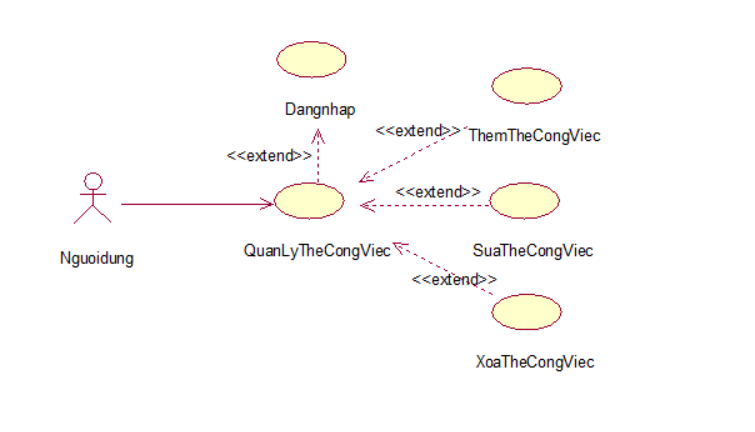 Dangnhap
<<extend>>
<<extend>>
ThemTheCongViec
<<extend>>
Nguoidung
QuanLyTheCongViec
SuaTheCongViec
<<extend>>
XoaTheCongViec